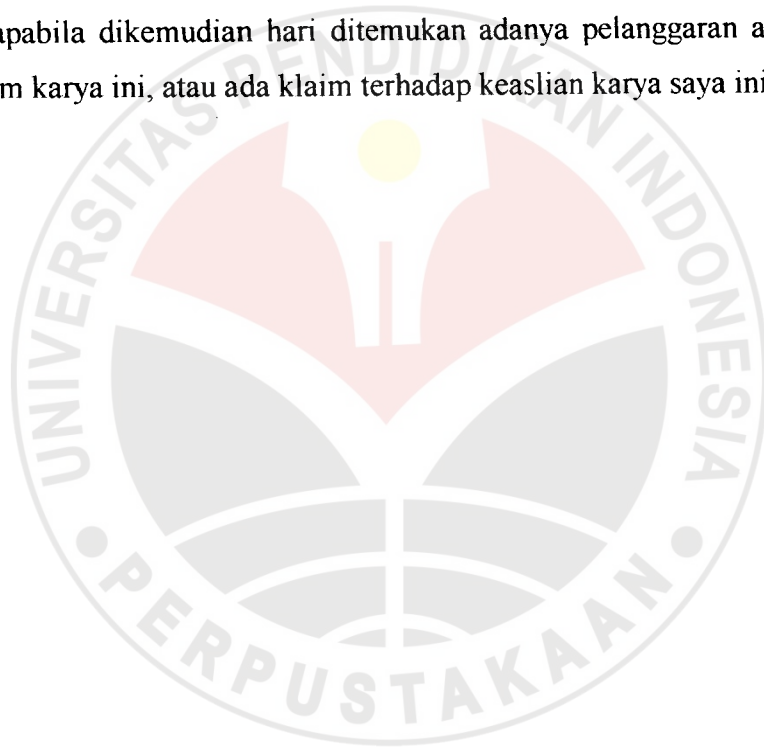 apabila dikemudian hari ditemukan adanya pelanggaran a
m karya ini, atau ada klaim terhadap keaslian karya saya ini
UNIVERSITAS PENDIDIKAN INDONESIA
PERPUSTAKAAN